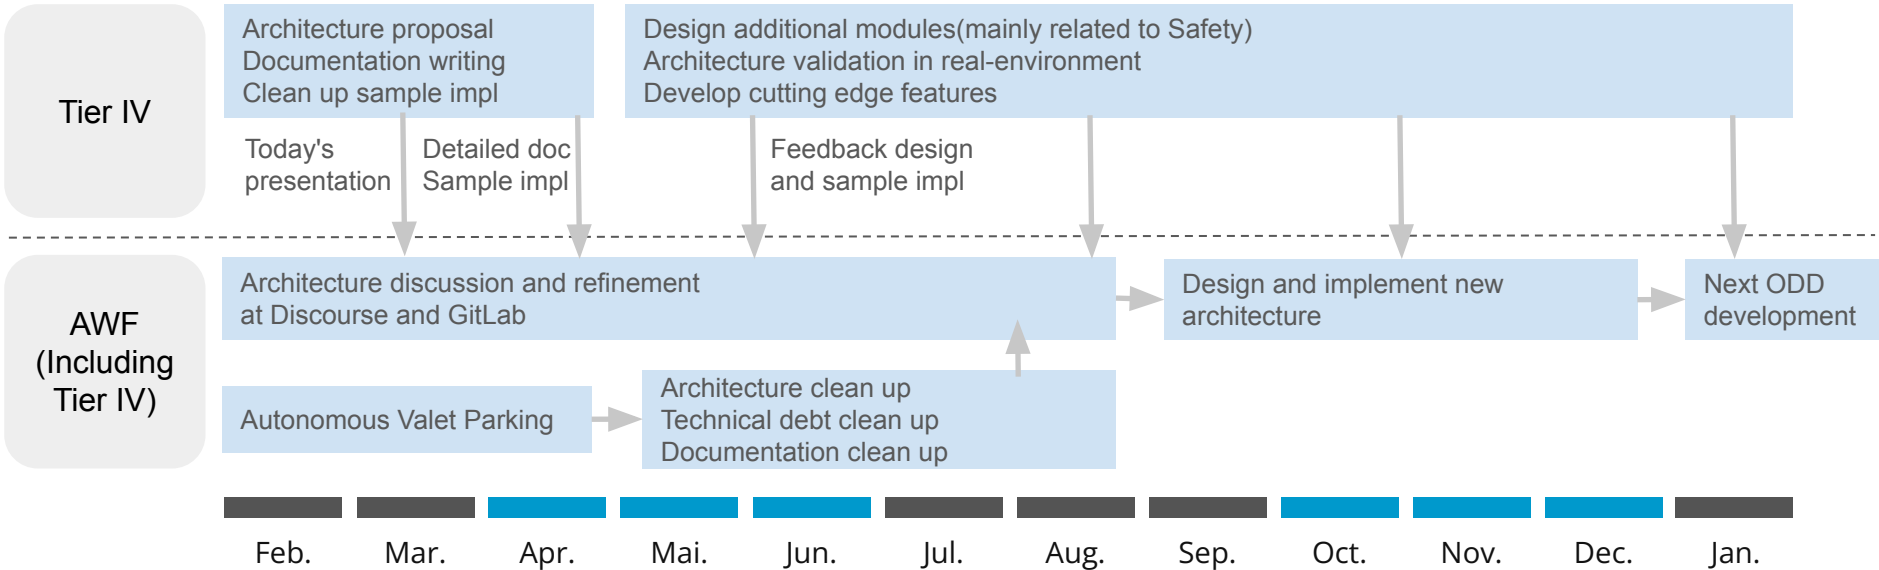 Tier IV
Architecture proposal
Documentation writing
Clean up sample impl
Design additional modules(mainly related to Safety)
Architecture validation in real-environment
Develop cutting edge features
Today's
presentation
Detailed doc
Sample impl
Feedback design
and sample impl
AWF
(Including
Tier IV)
Architecture discussion and refinement
at Discourse and GitLab
Design and implement new
architecture
Next ODD
development
Autonomous Valet Parking
Architecture clean up
Technical debt clean up
Documentation clean up
Feb. Mar. Apr. Mai. Jun. Jul. Aug. Sep. Oct. Nov. Dec. Jan.